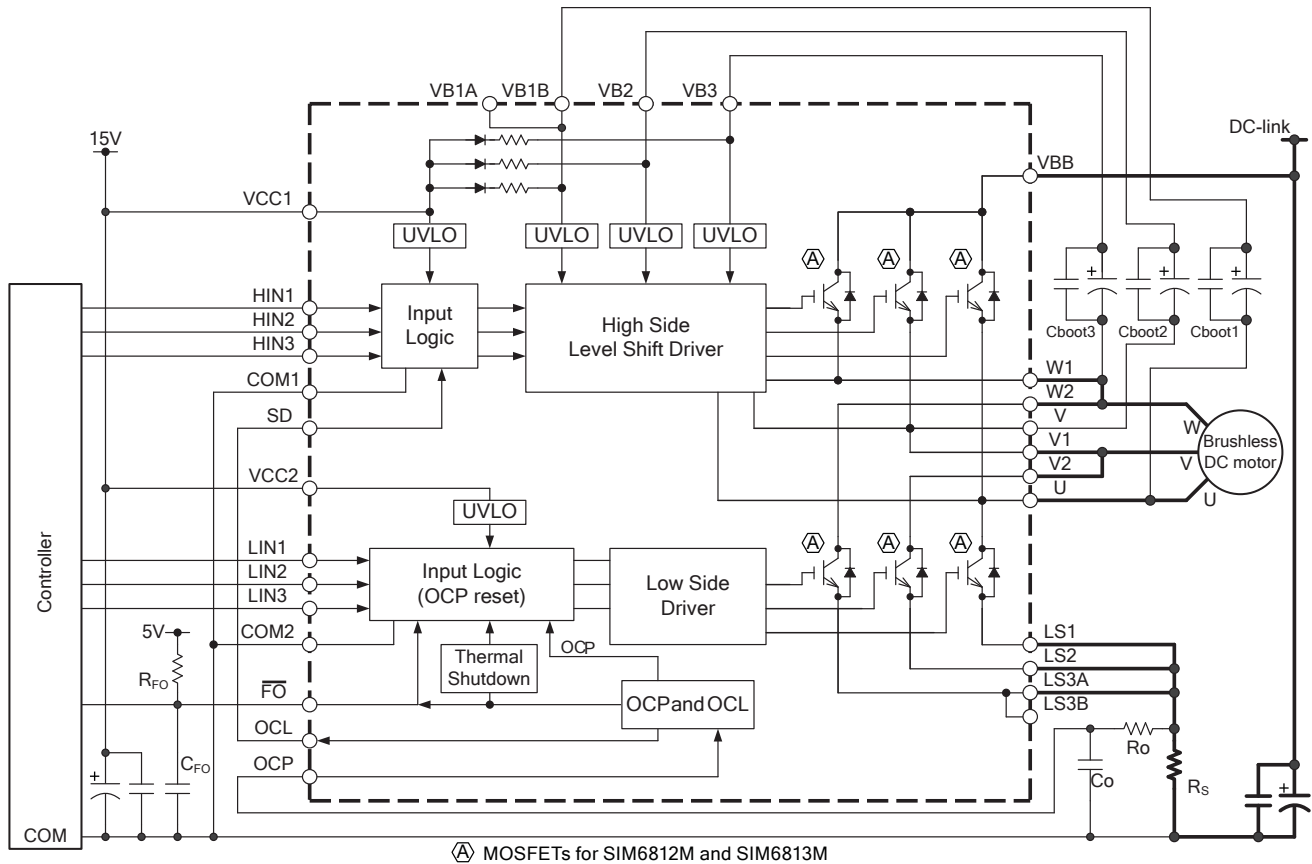 VB1A
VB1B
VB2
VB3
15V
DC-link
VBB
VCC1
UVLO
UVLO
UVLO
UVLO
A
A
A
HIN1
HIN2
HIN3
Input
Logic
High Side
Level Shift Driver
+
+
+
Cboot3
Cboot2
Cboot1
COM1
SD
W1
W2
V
V1
V2
U
W
V
U
Brushless
DC motor
VCC2
UVLO
Controller
LIN1
LIN2
LIN3
Input Logic
(OCP reset)
Low Side
Driver
A
A
A
COM2
5V
RFO
FO
Thermal
Shutdown
OCP
OCPandOCL
LS1
LS2
LS3A
LS3B
OCL
OCP
+
CFO
Ro
Co
RS
+
COM
A MOSFETs for SIM6812M and SIM6813M